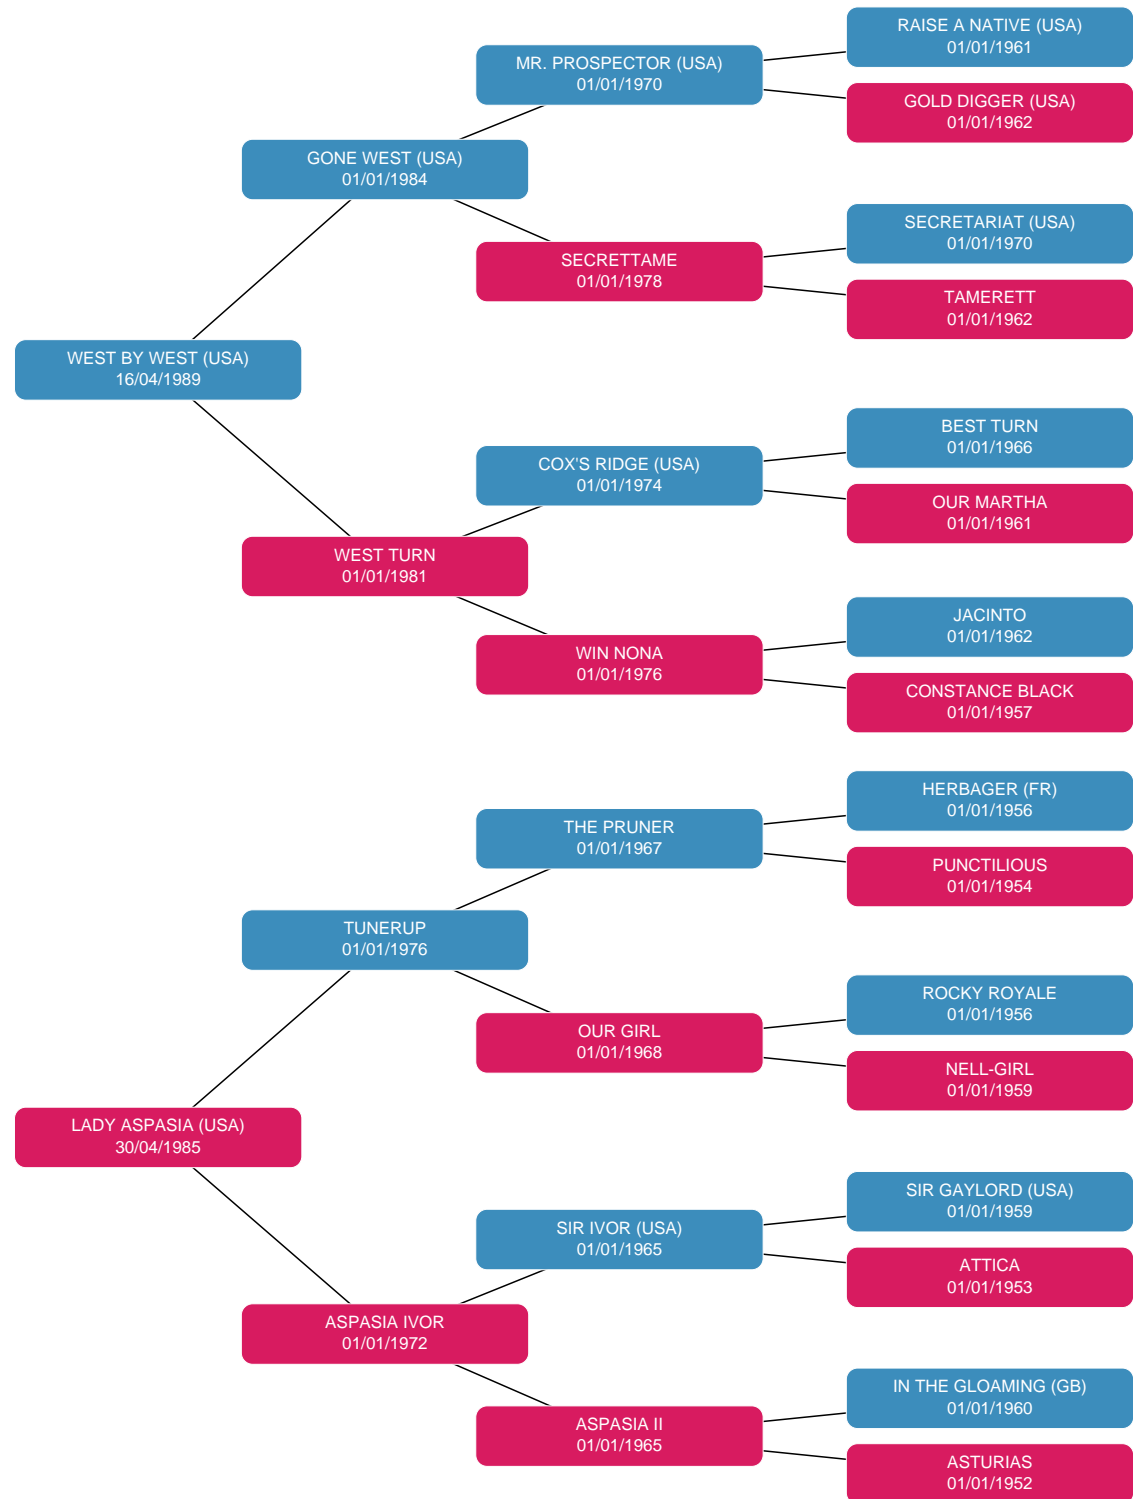 RAISE A NATIVE (USA)
01/01/1961
MR. PROSPECTOR (USA)
01/01/1970
GOLD DIGGER (USA)
01/01/1962
GONE WEST (USA)
01/01/1984
SECRETARIAT (USA)
01/01/1970
SECRETTAME
01/01/1978
TAMERETT
01/01/1962
WEST BY WEST (USA)
16/04/1989
BEST TURN
01/01/1966
COX'S RIDGE (USA)
01/01/1974
OUR MARTHA
01/01/1961
WEST TURN
01/01/1981
JACINTO
01/01/1962
WIN NONA
01/01/1976
CONSTANCE BLACK
01/01/1957
HERBAGER (FR)
01/01/1956
THE PRUNER
01/01/1967
PUNCTILIOUS
01/01/1954
TUNERUP
01/01/1976
ROCKY ROYALE
01/01/1956
OUR GIRL
01/01/1968
NELL-GIRL
01/01/1959
LADY ASPASIA (USA)
30/04/1985
SIR GAYLORD (USA)
01/01/1959
SIR IVOR (USA)
01/01/1965
ATTICA
01/01/1953
ASPASIA IVOR
01/01/1972
IN THE GLOAMING (GB)
01/01/1960
ASPASIA II
01/01/1965
ASTURIAS
01/01/1952